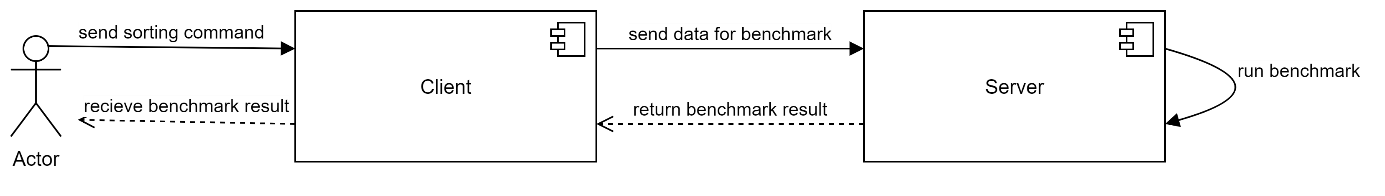 send sorting command
send data for benchmark
run benchmark
Client
Server
recieve benchmark result
return benchmark result
Actor